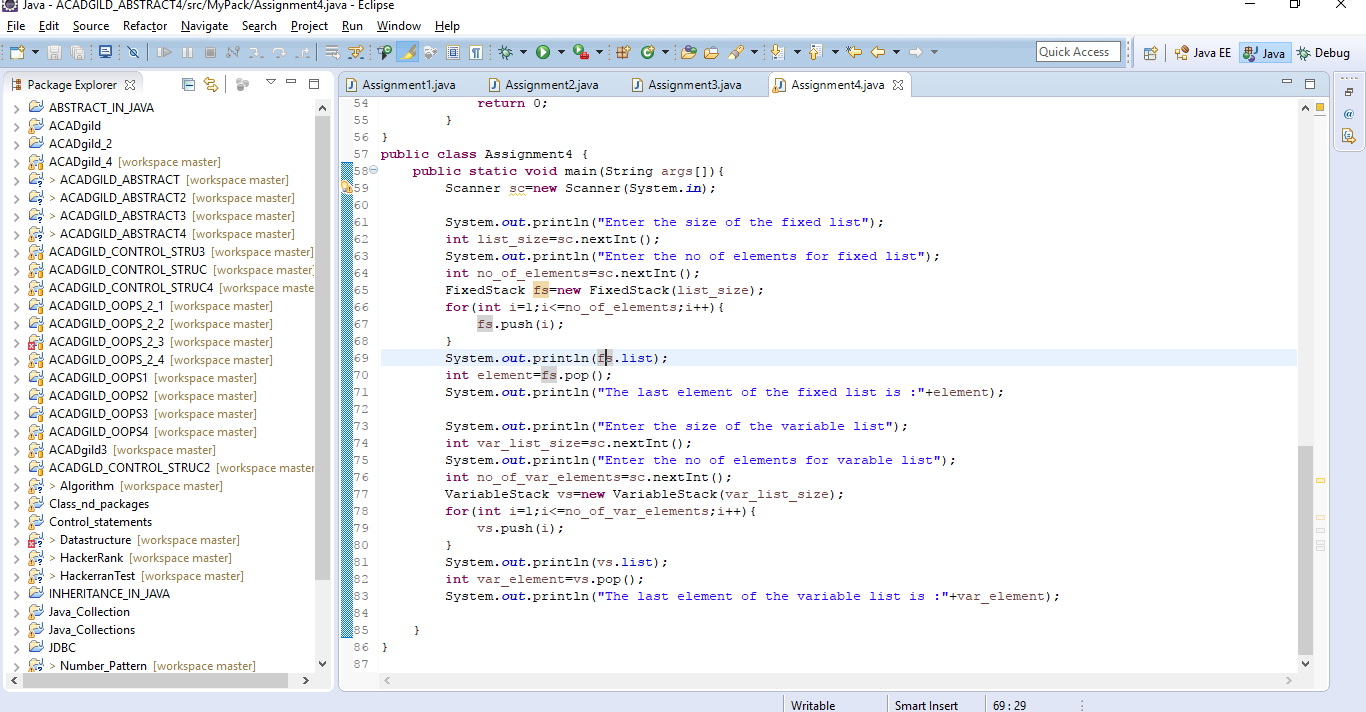 Java - ACADGILD_ABSTRACT4/src/MyPack/Assignment4.java - Eclipse
File Edit Source Refactor Navigate Search Project Run Window Help
Quick Access Java EE Java Debug
Package Explorer
ABSTRACT_IN_JAVA
ACADgild
ACADgild_2
ACADgild_4 [workspace master]
> ACADGILD_ABSTRACT [workspace master]
> ACADGILD_ABSTRACT2 [workspace master]
> ACADGILD_ABSTRACT3 [workspace master]
> ACADGILD_ABSTRACT4 [workspace master]
ACADGILD_CONTROL_STRU3 [workspace master]
ACADGILD_CONTROL_STRUC [workspace master]
ACADGILD_CONTROL_STRUC4 [workspace maste
ACADGILD_OOPS_2_1 [workspace master]
ACADGILD_OOPS_2_2 [workspace master]
ACADGILD_OOPS_2_3 [workspace master]
ACADGILD_OOPS_2_4 [workspace master]
ACADGILD_OOPS1 [workspace master]
ACADGILD_OOPS2 [workspace master]
ACADGILD_OOPS3 [workspace master]
ACADGILD_OOPS4 [workspace master]
ACADgild3 [workspace master]
ACADGLD_CONTROL_STRUC2 [workspace master
> Algorithm [workspace master]
Class_nd_packages
Control_statements
> Datastructure [workspace master]
> HackerRank [workspace master]
> HackerranTest [workspace master]
INHERITANCE_IN_JAVA
Java_Collection
Java_Collections
JDBC
> Number_Pattern [workspace master]
Assignment1.java Assignment2.java Assignment3.java Assignment4.java
54 return 0;
55 }
56 }
57 public class Assignment4 {
58 public static void main(String args[]){
59 Scanner sc=new Scanner(System.in);
60
61 System.out.println("Enter the size of the fixed list");
62 int list_size=sc.nextInt();
63 System.out.println("Enter the no of elements for fixed list");
64 int no_of_elements=sc.nextInt();
65 FixedStack fs=new FixedStack(list_size);
66 for(int i=1;i<=no_of_elements;i++){
67 fs.push(i);
68 }
69 System.out.println(fs.list);
70 int element=fs.pop();
71 System.out.println("The last element of the fixed list is :"+element);
72
73 System.out.println("Enter the size of the variable list");
74 int var_list_size=sc.nextInt();
75 System.out.println("Enter the no of elements for varable list");
76 int no_of_var_elements=sc.nextInt();
77 VariableStack vs=new VariableStack(var_list_size);
78 for(int i=1;i<=no_of_var_elements;i++){
79 vs.push(i);
80 }
81 System.out.println(vs.list);
82 int var_element=vs.pop();
83 System.out.println("The last element of the variable list is :"+var_element);
84
85 }
86 }
87
Writable Smart Insert 69 : 29